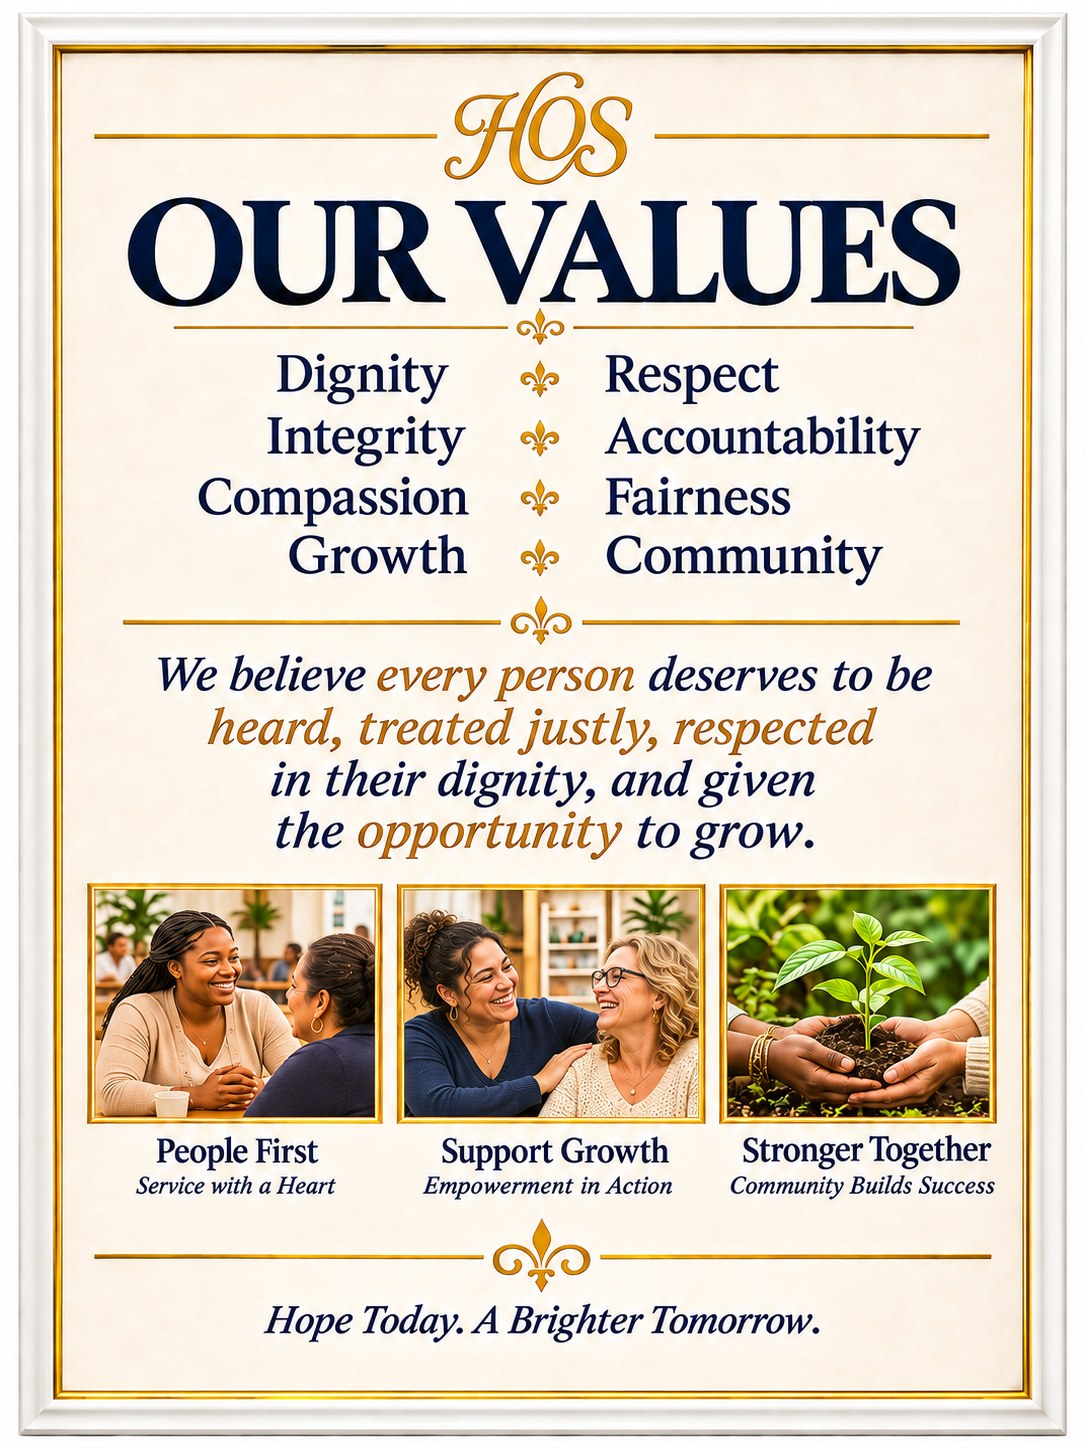 HOS
OUR VALUES
Dignity Respect
Integrity Accountability
Compassion Fairness
Growth Community
We believe every person deserves to be
heard, treated justly, respected
in their dignity, and given
the opportunity to grow.
People First
Service with a Heart
Support Growth
Empowerment in Action
Stronger Together
Community Builds Success
Hope Today. A Brighter Tomorrow.